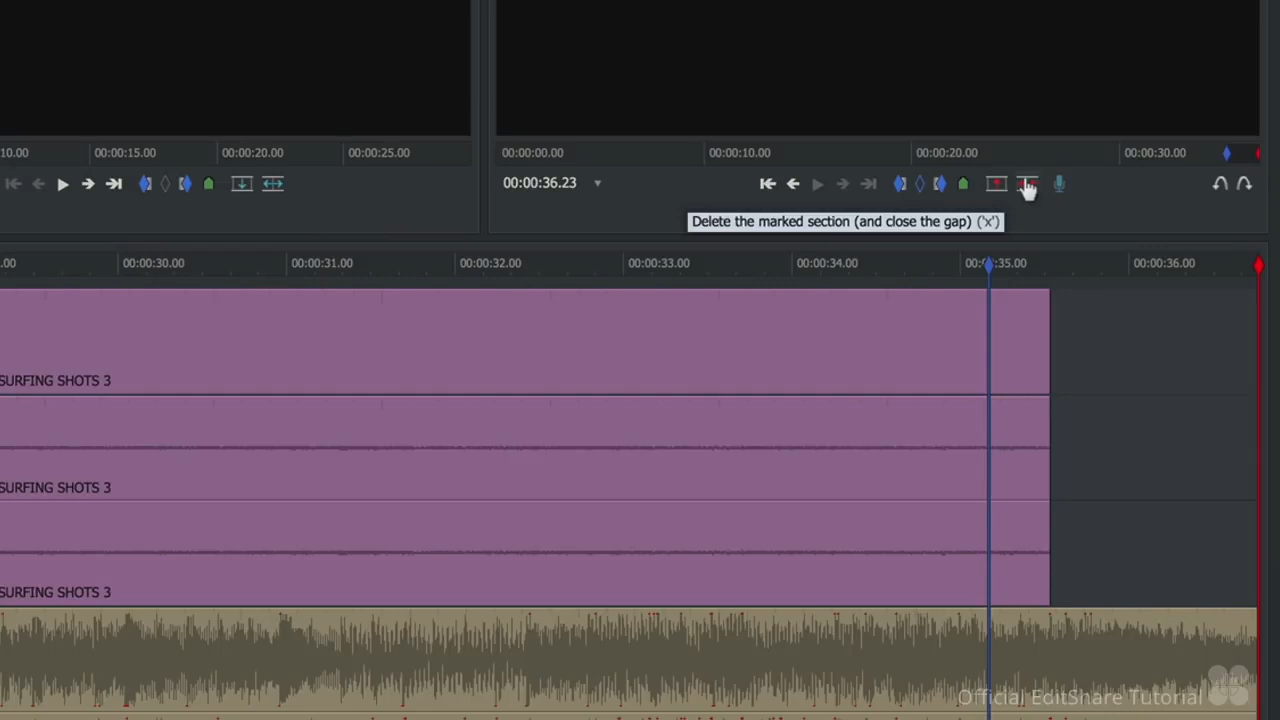 10.00 00:00:15.00 00:00:20.00 00:00:25.00
00:00:00.00 00:00:10.00 00:00:20.00 00:00:30.00
00:00:36.23
Delete the marked section (and close the gap) ('x')
.00 00:00:30.00 00:00:31.00 00:00:32.00 00:00:33.00 00:00:34.00 00:00:35.00 00:00:36.00
SURFING SHOTS 3
SURFING SHOTS 3
SURFING SHOTS 3
Official EditShare Tutorial